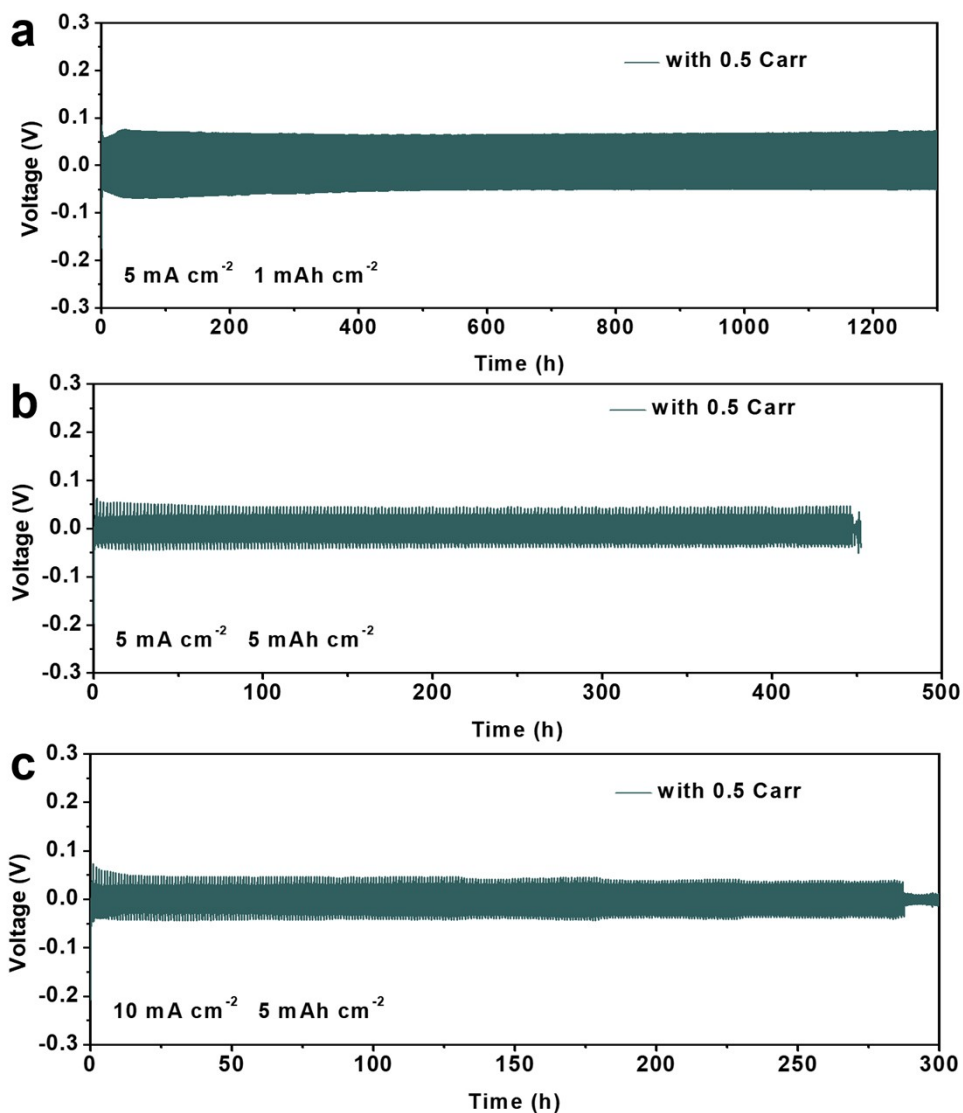 a
with 0.5 Carr
Voltage (V)
0.3
0.2
0.1
0.0
-0.1
-0.2
-0.3
5 mA cm-2 1 mAh cm-2
0 200 400 600 800 1000 1200
Time (h)
b
with 0.5 Carr
Voltage (V)
0.3
0.2
0.1
0.0
-0.1
-0.2
-0.3
5 mA cm-2 5 mAh cm-2
0 100 200 300 400 500
Time (h)
c
with 0.5 Carr
Voltage (V)
0.3
0.2
0.1
0.0
-0.1
-0.2
-0.3
10 mA cm-2 5 mAh cm-2
0 50 100 150 200 250 300
Time (h)